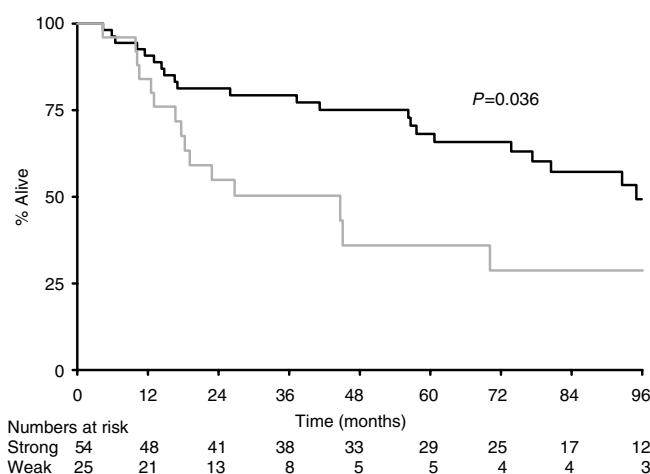 100
75
50
25
0
% Alive
P=0.036
0 12 24 36 48 60 72 84 96
Time (months)
Numbers at risk
Strong 54 48 41 38 33 29 25 17 12
Weak 25 21 13 8 5 5 4 4 3